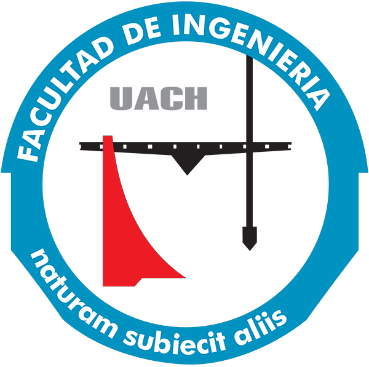 FACULTAD DE INGENIERIA
UACH
naturam subiecit aliis